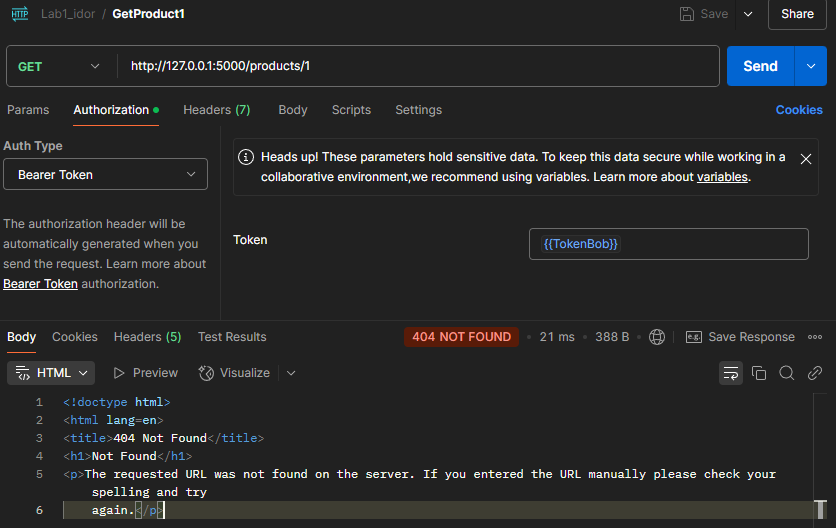 HTTP Lab1_idor / GetProduct1 Save Share
GET http://127.0.0.1:5000/products/1 Send
Params Authorization Headers (7) Body Scripts Settings Cookies
Auth Type
Bearer Token
The authorization header will be
automatically generated when you
send the request. Learn more about
Bearer Token authorization.
Heads up! These parameters hold sensitive data. To keep this data secure while working in a
collaborative environment,we recommend using variables. Learn more about variables.
Token {{TokenBob}}
Body Cookies Headers (5) Test Results 404 NOT FOUND 21 ms 388 B e.g. Save Response
HTML Preview Visualize
1 <!doctype html>
2 <html lang=en>
3 <title>404 Not Found</title>
4 <h1>Not Found</h1>
5 <p>The requested URL was not found on the server. If you entered the URL manually please check your
spelling and try
6 again.</p>